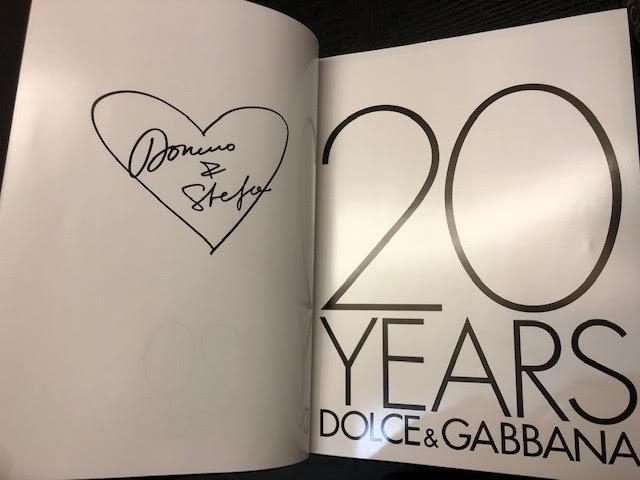 Domenico
&
Stefano
20
YEARS
DOLCE & GABBANA